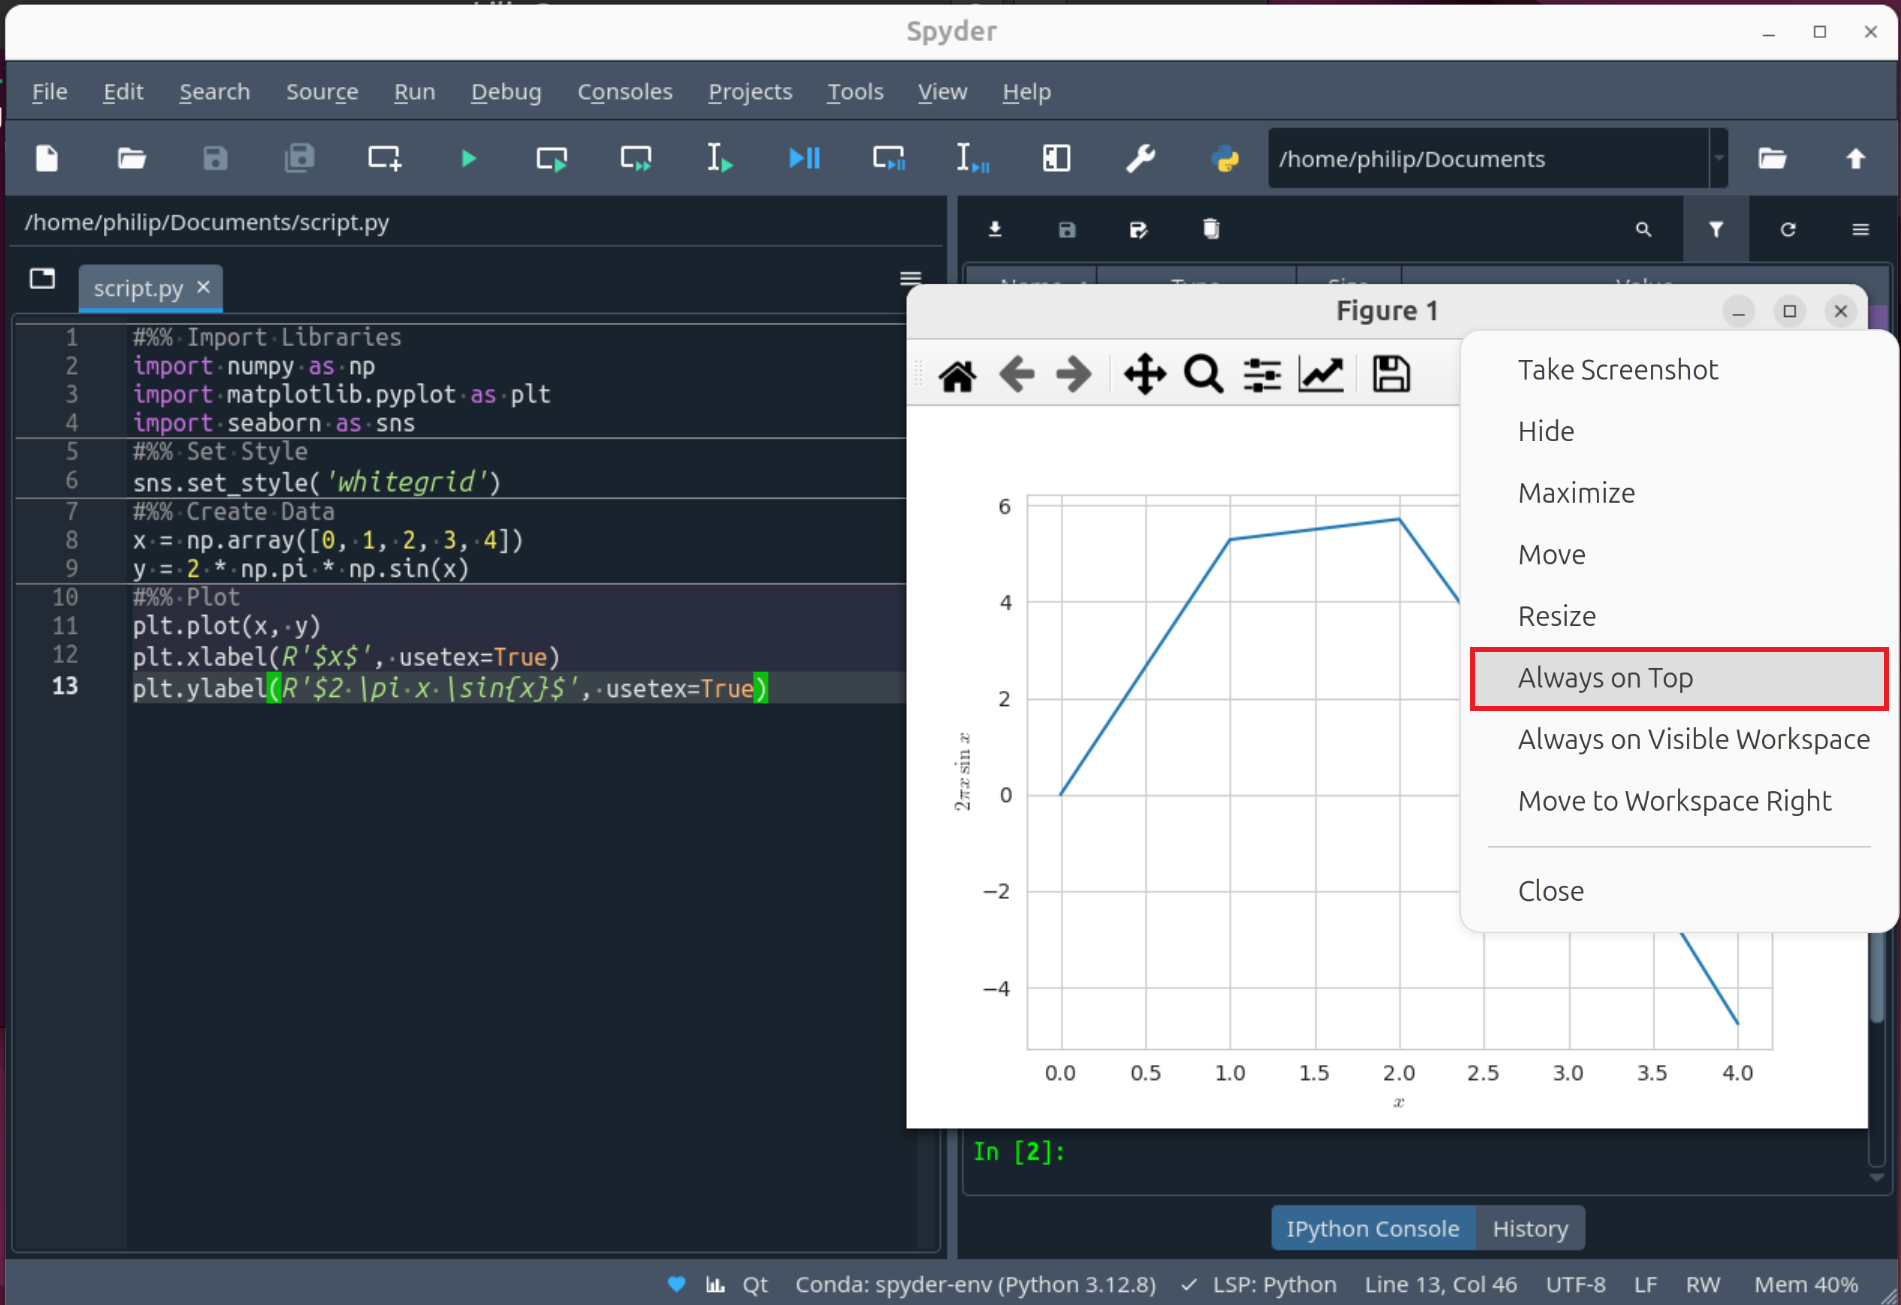 Spyder
File Edit Search Source Run Debug Consoles Projects Tools View Help
/home/philip/Documents
/home/philip/Documents/script.py
script.py
1 #%% Import Libraries
2 import numpy as np
3 import matplotlib.pyplot as plt
4 import seaborn as sns
5 #%% Set Style
6 sns.set_style('whitegrid')
7 #%% Create Data
8 x = np.array([0, 1, 2, 3, 4])
9 y = 2 * np.pi * np.sin(x)
10 #%% Plot
11 plt.plot(x, y)
12 plt.xlabel(R'$x$', usetex=True)
13 plt.ylabel(R'$2 \pi x \sin{x}$', usetex=True)
Name Type Size Value
Figure 1
Take Screenshot
Hide
Maximize
Move
Resize
Always on Top
Always on Visible Workspace
Move to Workspace Right
Close
6
4
2
0
−2
−4
2πx sin x
0.0 0.5 1.0 1.5 2.0 2.5 3.0 3.5 4.0
x
In [2]:
IPython Console History
Qt Conda: spyder-env (Python 3.12.8) ✓ LSP: Python Line 13, Col 46 UTF-8 LF RW Mem 40%